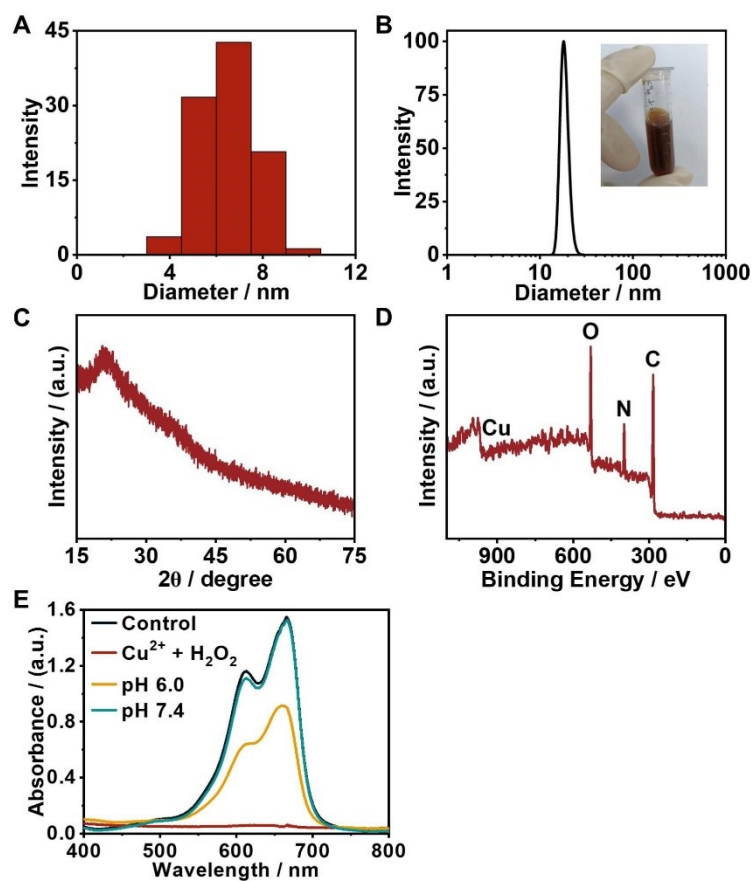 A
Intensity
45
30
15
0
0
4
8
12
Diameter / nm
B
Intensity
100
75
50
25
0
1
10
100
1000
Diameter / nm
C
Intensity / (a.u.)
15
30
45
60
75
2θ / degree
D
Intensity / (a.u.)
Cu
O
N
C
900
600
300
0
Binding Energy / eV
E
Absorbance / (a.u.)
1.6
1.2
0.8
0.4
0.0
Control
Cu²⁺ + H₂O₂
pH 6.0
pH 7.4
400
500
600
700
800
Wavelength / nm